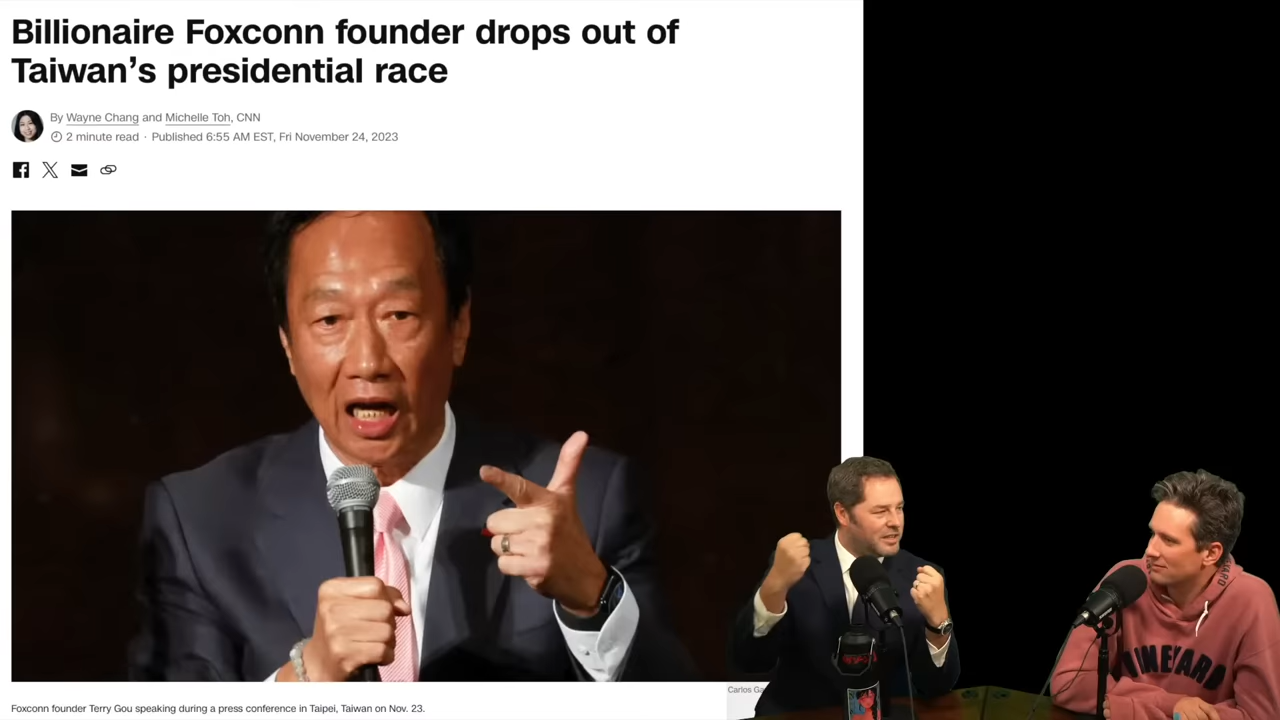 Billionaire Foxconn founder drops out of
Taiwan's presidential race
By Wayne Chang and Michelle Toh, CNN
2 minute read · Published 6:55 AM EST, Fri November 24, 2023
Carlos
Foxconn founder Terry Gou speaking during a press conference in Taipei, Taiwan on Nov. 23.